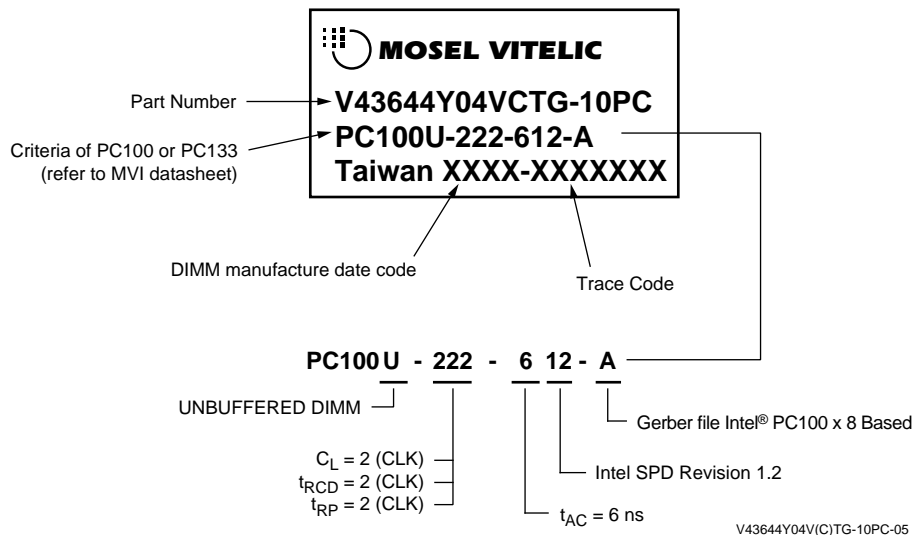 MOSEL VITELIC
V43644Y04VCTG-10PC
PC100U-222-612-A
Taiwan XXXX-XXXXXXX
Part Number
Criteria of PC100 or PC133
(refer to MVI datasheet)
DIMM manufacture date code
Trace Code
PC100 U - 222 - 6 12 - A
UNBUFFERED DIMM
Gerber file Intel® PC100 x 8 Based
CL = 2 (CLK)
tRCD = 2 (CLK)
tRP = 2 (CLK)
Intel SPD Revision 1.2
tAC = 6 ns
V43644Y04V(C)TG-10PC-05